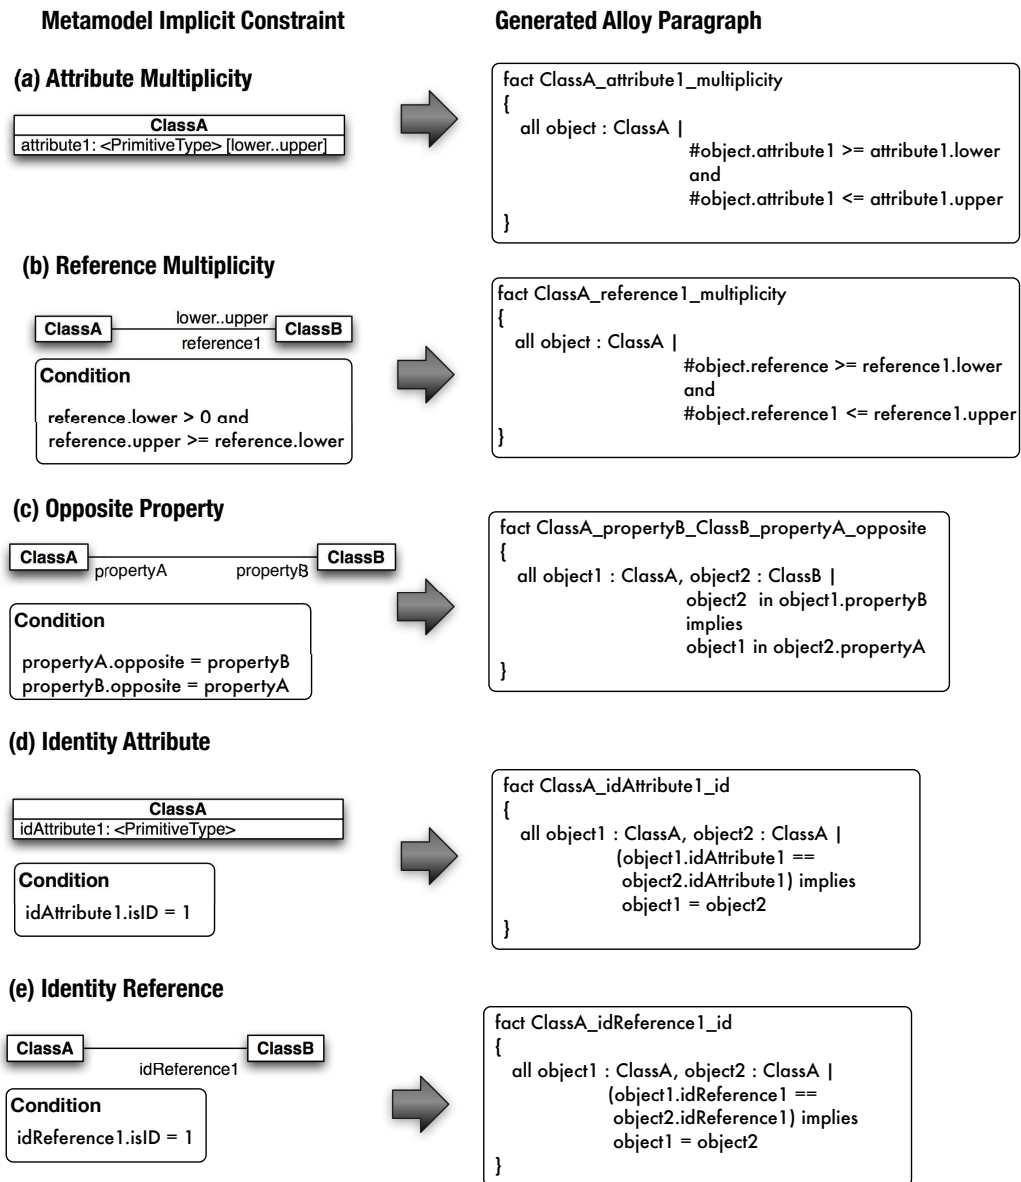 Metamodel Implicit Constraint
Generated Alloy Paragraph
(a) Attribute Multiplicity
ClassA
attribute1: <PrimitiveType> [lower..upper]
fact ClassA_attribute1_multiplicity
{
all object : ClassA |
#object.attribute1 >= attribute1.lower
and
#object.attribute1 <= attribute1.upper
}
(b) Reference Multiplicity
ClassA
lower..upper
reference1
ClassB
Condition
reference.lower > 0 and
reference.upper >= reference.lower
fact ClassA_reference1_multiplicity
{
all object : ClassA |
#object.reference >= reference1.lower
and
#object.reference1 <= reference1.upper
}
(c) Opposite Property
ClassA
propertyA
propertyB
ClassB
Condition
propertyA.opposite = propertyB
propertyB.opposite = propertyA
fact ClassA_propertyB_ClassB_propertyA_opposite
{
all object1 : ClassA, object2 : ClassB |
object2 in object1.propertyB
implies
object1 in object2.propertyA
}
(d) Identity Attribute
ClassA
idAttribute1: <PrimitiveType>
Condition
idAttribute1.isID = 1
fact ClassA_idAttribute1_id
{
all object1 : ClassA, object2 : ClassA |
(object1.idAttribute1 ==
object2.idAttribute1) implies
object1 = object2
}
(e) Identity Reference
ClassA
idReference1
ClassB
Condition
idReference1.isID = 1
fact ClassA_idReference1_id
{
all object1 : ClassA, object2 : ClassA |
(object1.idReference1 ==
object2.idReference1) implies
object1 = object2
}